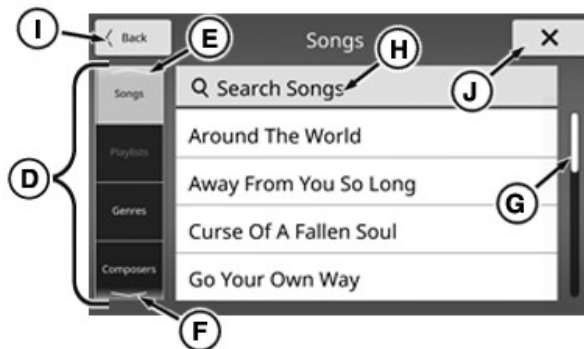 I
Back
E
Songs
H
J
Songs
Search Songs
Playlists
Around The World
D
Away From You So Long
G
Genres
Curse Of A Fallen Soul
Composers
Go Your Own Way
F